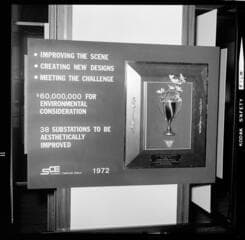 • IMPROVING THE SCENE
• CREATING NEW DESIGNS
• MEETING THE CHALLENGE
$60,000,000 FOR
ENVIRONMENTAL
CONSIDERATION
38 SUBSTATIONS TO BE
AESTHETICALLY
IMPROVED
SCE
1972
KODAK SAFETY